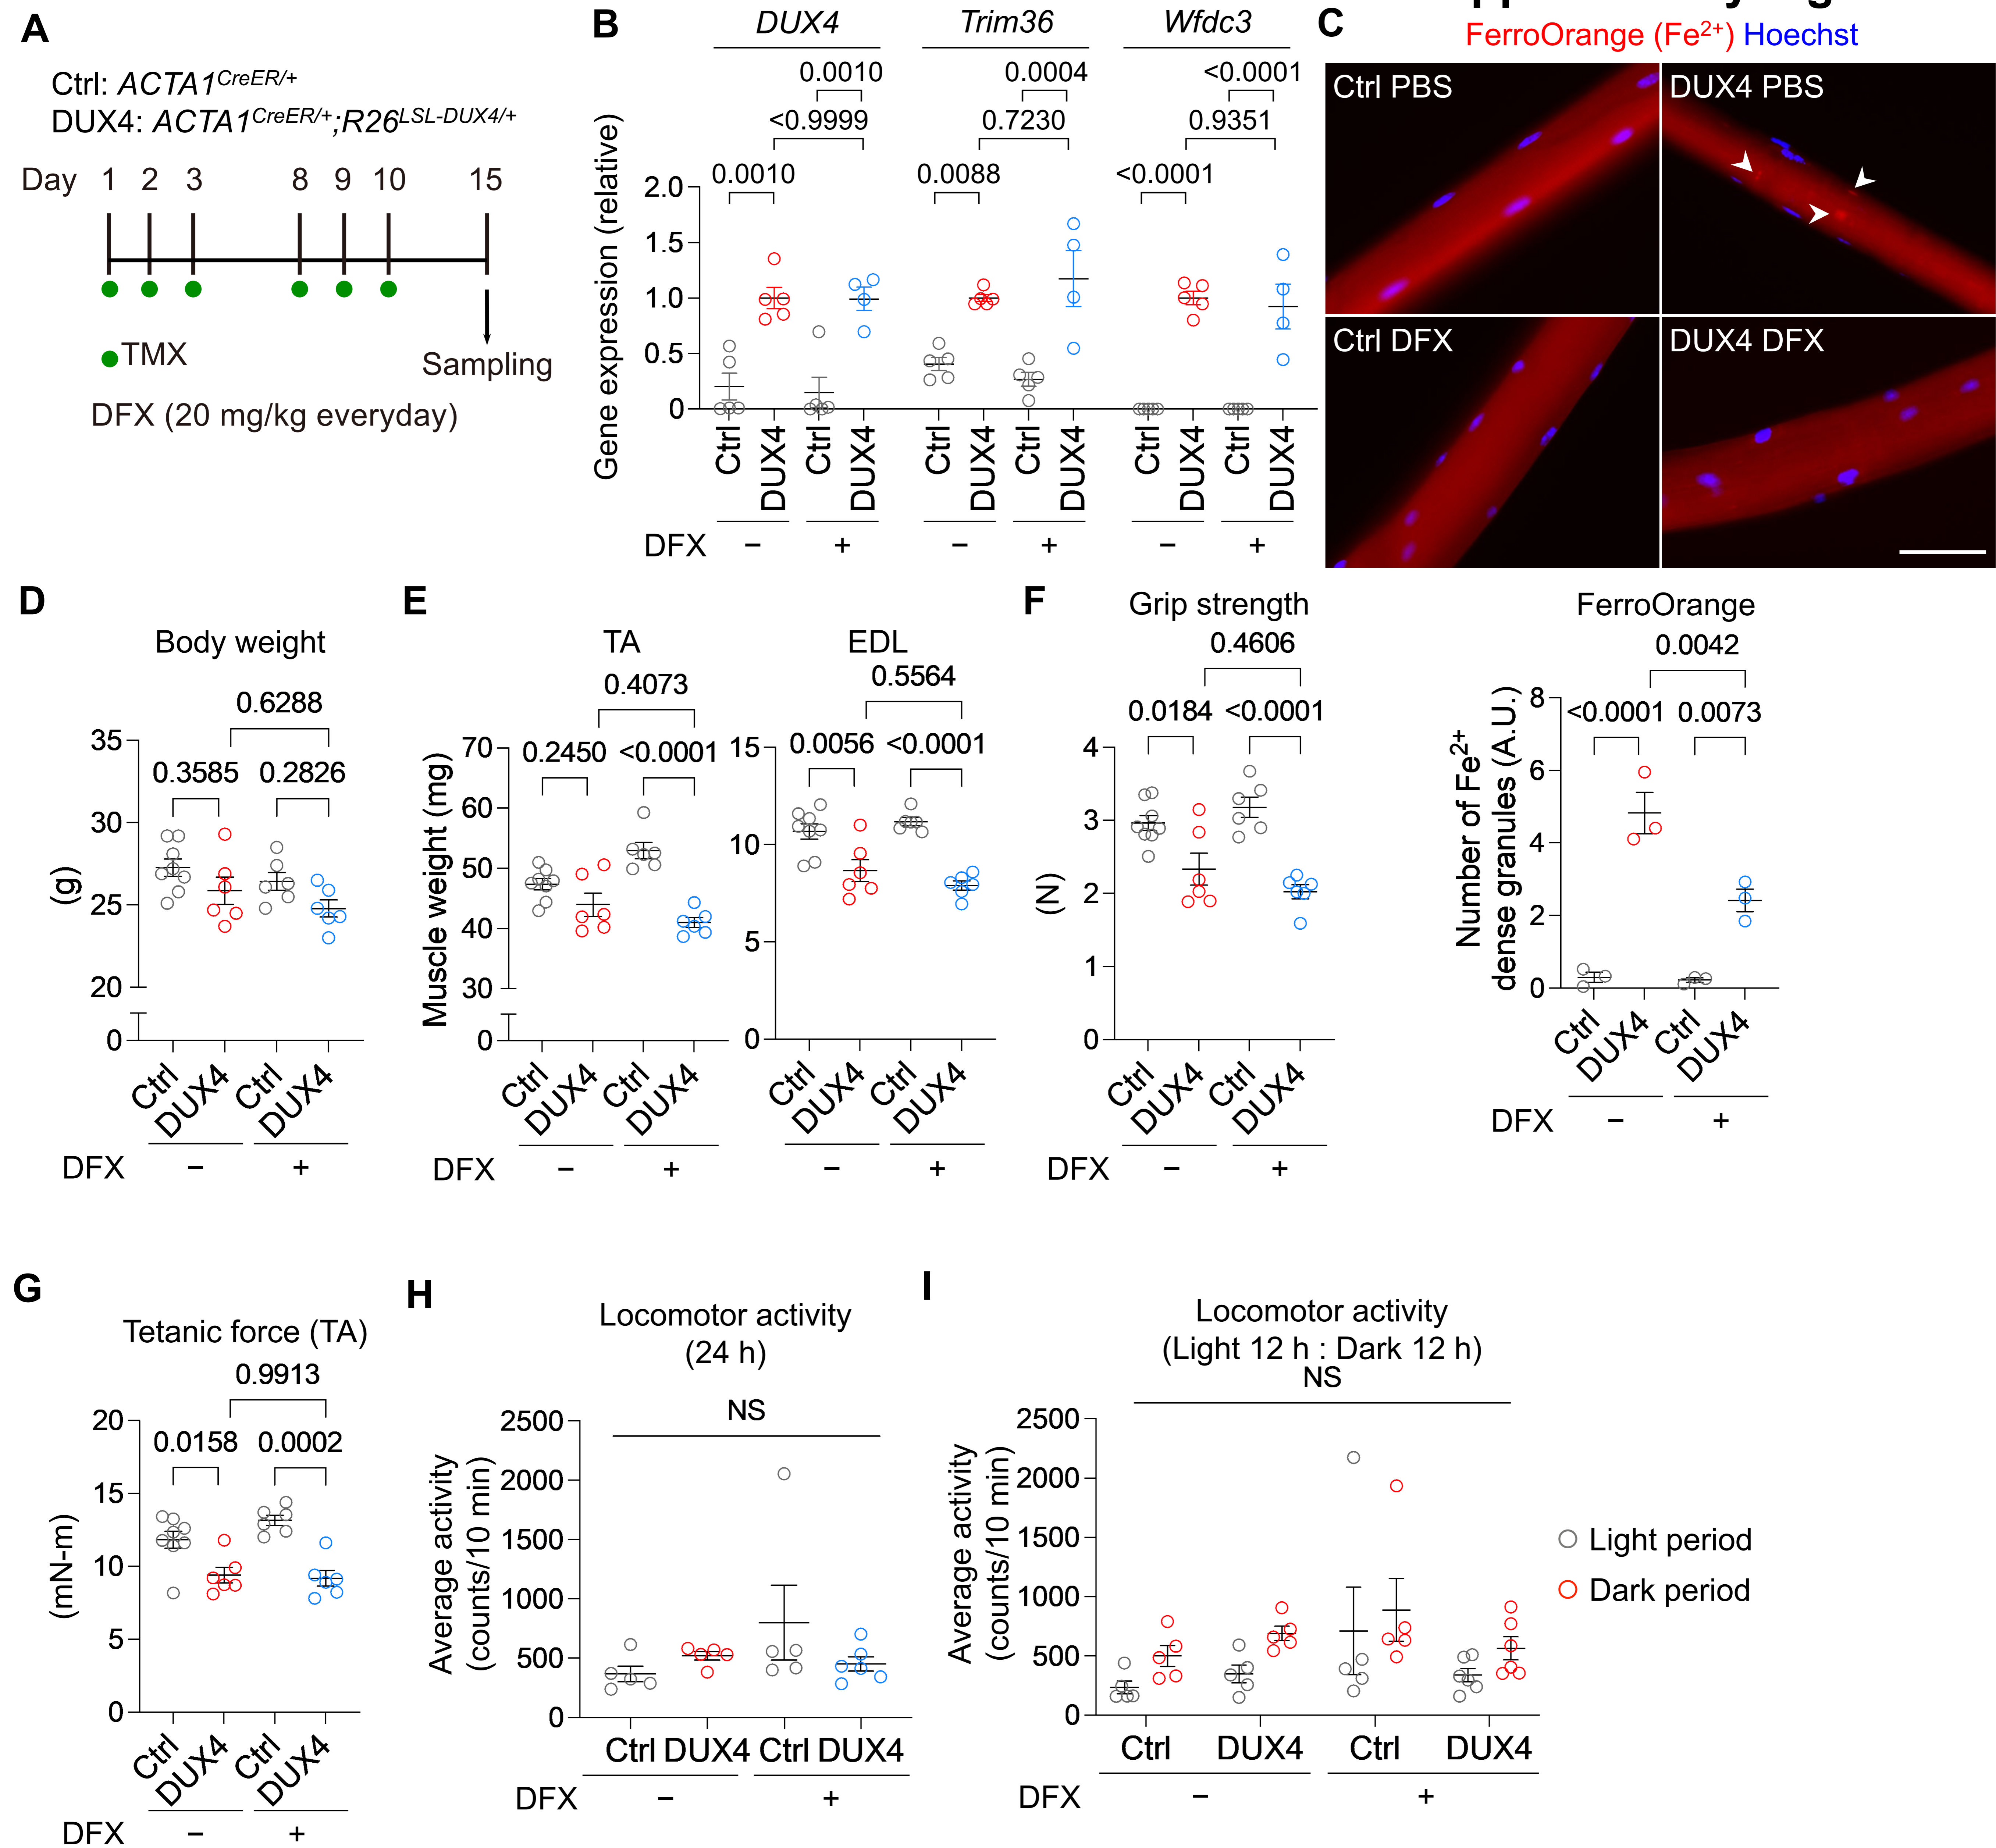 A
Ctrl: ACTA1CreER/+
DUX4: ACTA1CreER/+;R26LSL-DUX4/+
Day 1 2 3 8 9 10 15
TMX
Sampling
DFX (20 mg/kg everyday)
B
DUX4 Trim36 Wfdc3
0.0010 0.0004 <0.0001
<0.9999 0.7230 0.9351
0.0010 0.0088 <0.0001
Gene expression (relative)
2.0
1.5
1.0
0.5
0
Ctrl DUX4 Ctrl DUX4 Ctrl DUX4 Ctrl DUX4 Ctrl DUX4 Ctrl DUX4
DFX − + − + − +
C
FerroOrange (Fe2+) Hoechst
Ctrl PBS
DUX4 PBS
Ctrl DFX
DUX4 DFX
FerroOrange
0.0042
<0.0001 0.0073
Number of Fe2+
dense granules (A.U.)
8
6
4
2
0
Ctrl DUX4 Ctrl DUX4
DFX − +
D
Body weight
0.6288
0.3585 0.2826
(g)
35
30
25
20
0
Ctrl DUX4 Ctrl DUX4
DFX − +
E
TA
0.4073
0.2450 <0.0001
Muscle weight (mg)
70
60
50
40
30
0
Ctrl DUX4 Ctrl DUX4
DFX − +
EDL
0.5564
0.0056 <0.0001
15
10
5
0
Ctrl DUX4 Ctrl DUX4
− +
F
Grip strength
0.4606
0.0184 <0.0001
(N)
4
3
2
1
0
Ctrl DUX4 Ctrl DUX4
DFX − +
G
Tetanic force (TA)
0.9913
0.0158 0.0002
(mN-m)
20
15
10
5
0
Ctrl DUX4 Ctrl DUX4
DFX − +
H
Locomotor activity
(24 h)
NS
Average activity
(counts/10 min)
2500
2000
1500
1000
500
0
Ctrl DUX4 Ctrl DUX4
DFX − +
I
Locomotor activity
(Light 12 h : Dark 12 h)
NS
Average activity
(counts/10 min)
2500
2000
1500
1000
500
0
Ctrl DUX4 Ctrl DUX4
DFX − +
Light period
Dark period